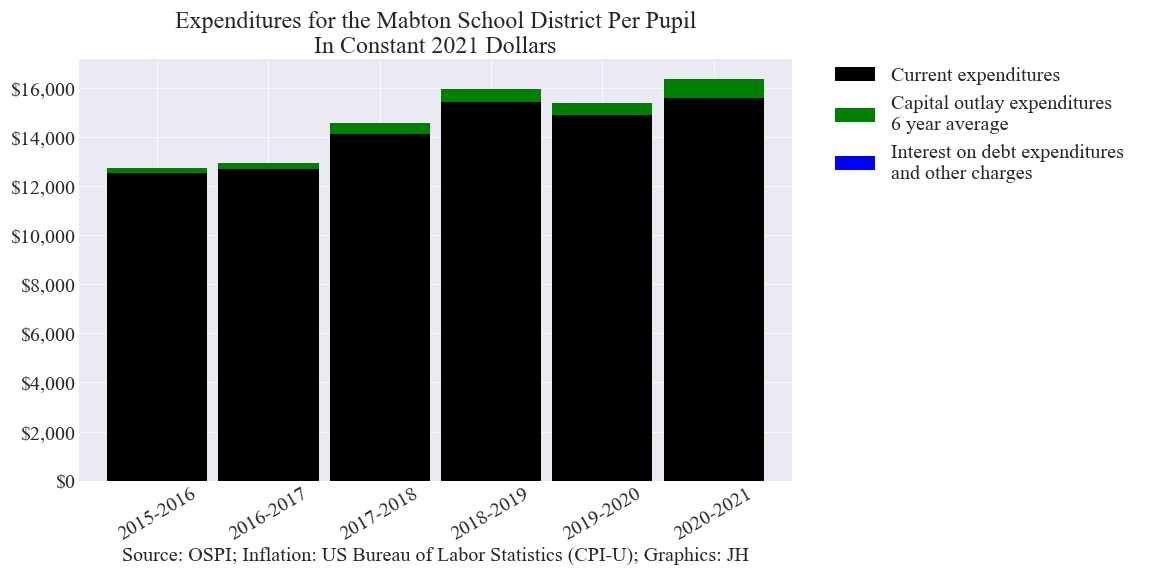 Expenditures for the Mabton School District Per Pupil
In Constant 2021 Dollars
$16,000
$14,000
$12,000
$10,000
$8,000
$6,000
$4,000
$2,000
$0
2015-2016
2016-2017
2017-2018
2018-2019
2019-2020
2020-2021
Source: OSPI; Inflation: US Bureau of Labor Statistics (CPI-U); Graphics: JH
Current expenditures
Capital outlay expenditures
6 year average
Interest on debt expenditures
and other charges